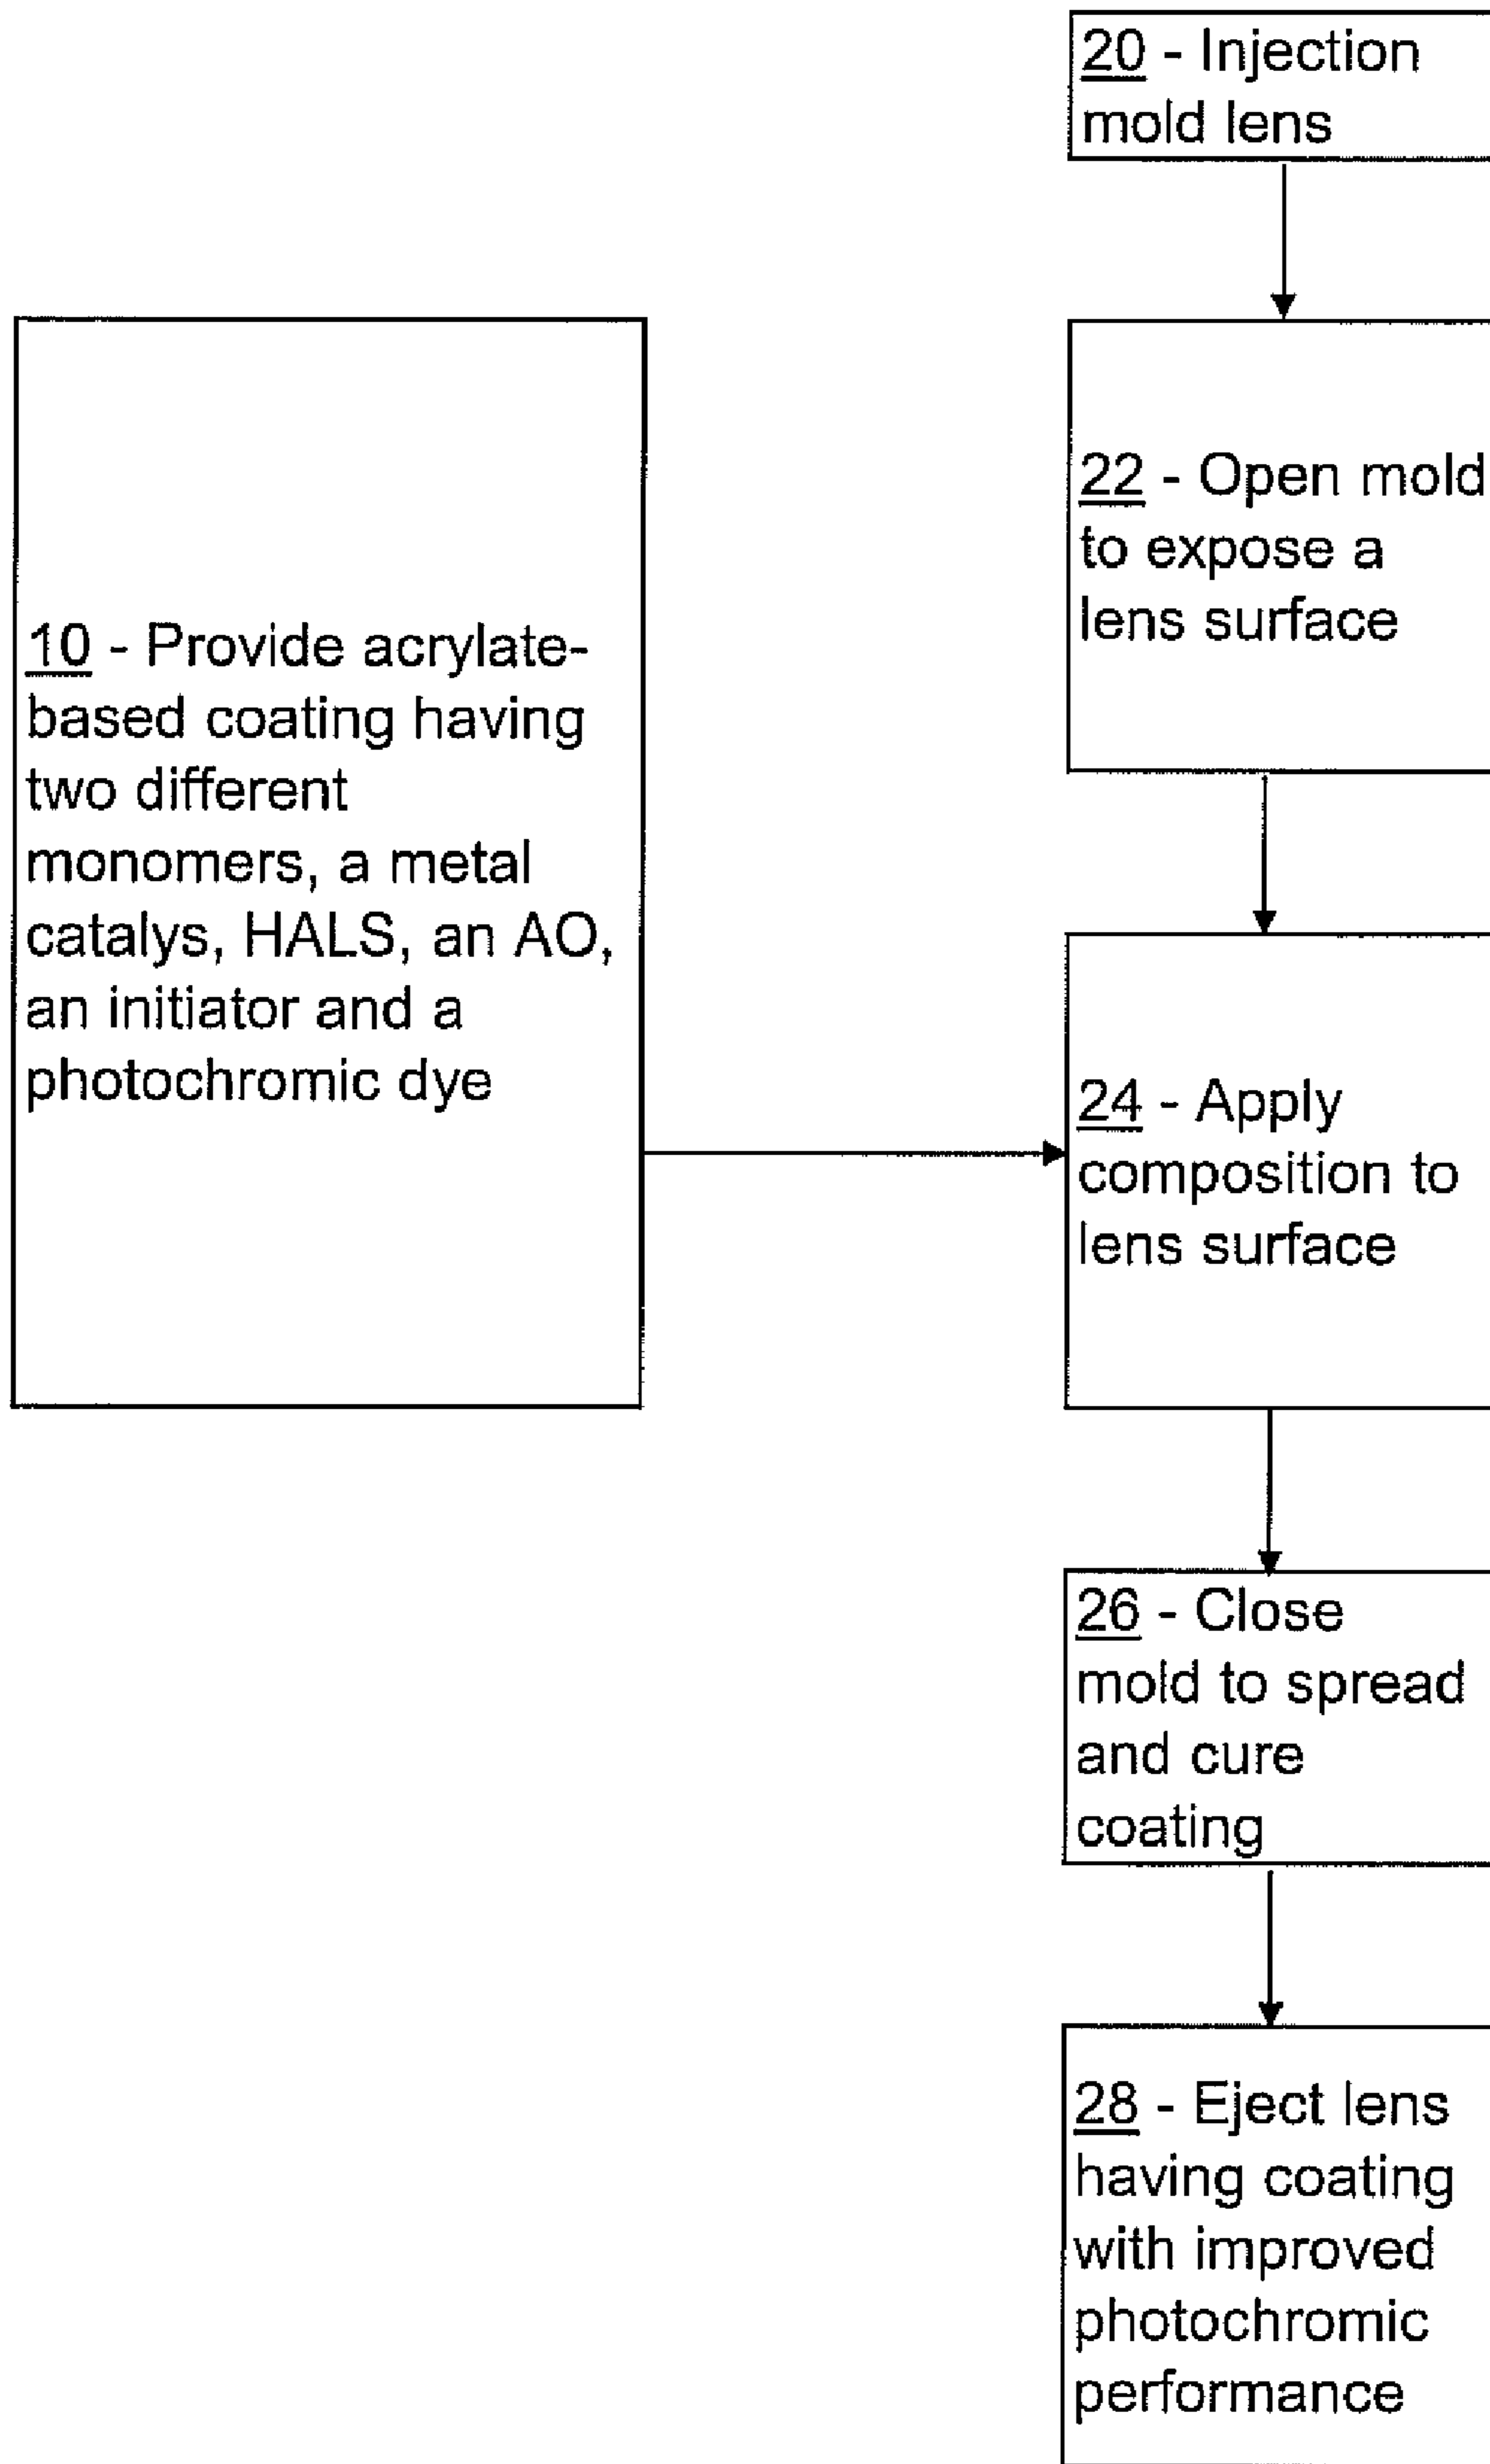 20 - Injection
mold lens
22 - Open mold
to expose a
lens surface
10 - Provide acrylate-
based coating having
two different
monomers, a metal
catalys, HALS, an AO,
an initiator and a
photochromic dye
24 - Apply
composition to
lens surface
26 - Close
mold to spread
and cure
coating
28 - Eject lens
having coating
with improved
photochromic
performance